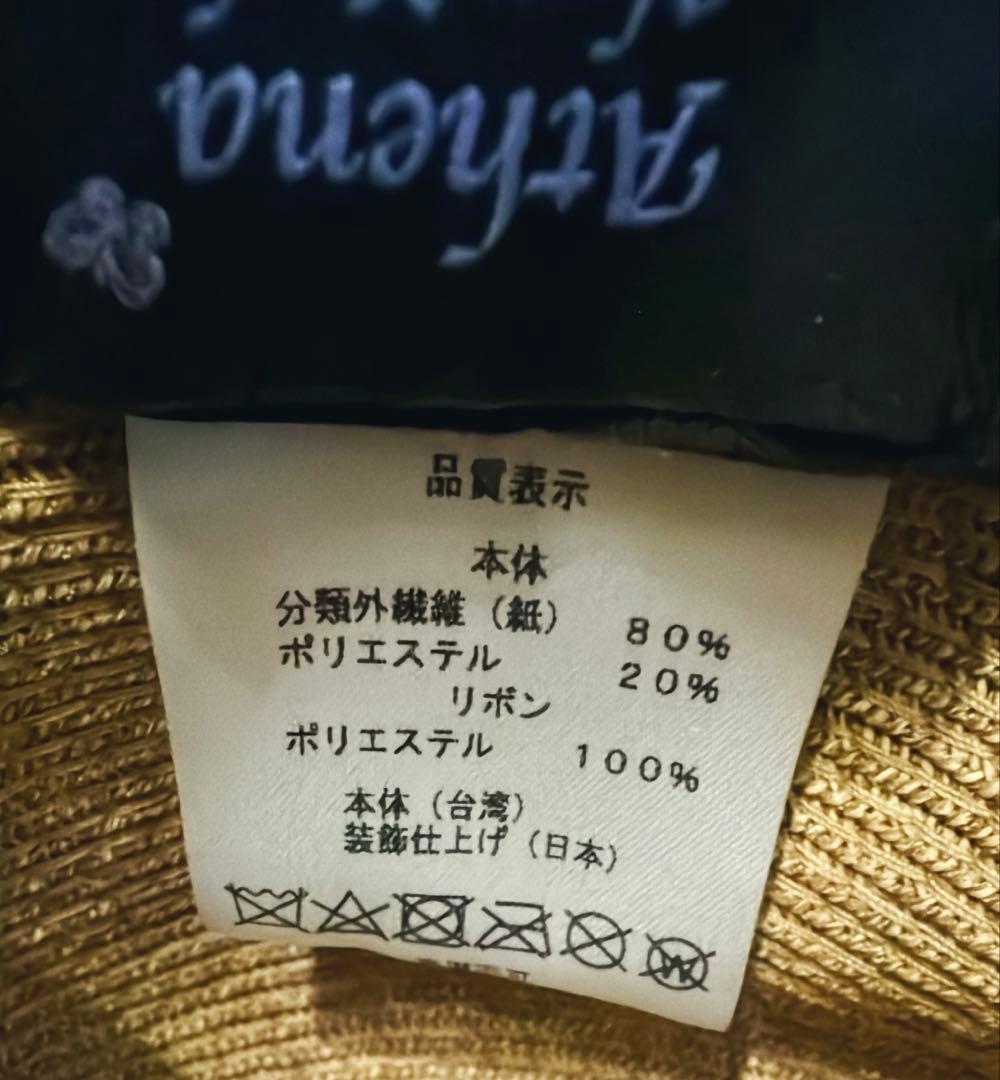 Athena
品質表示
本体
分類外繊維(紙) 80%
ポリエステル 20%
リボン
ポリエステル 100%
本体(台湾)
装飾仕上げ(日本)
W